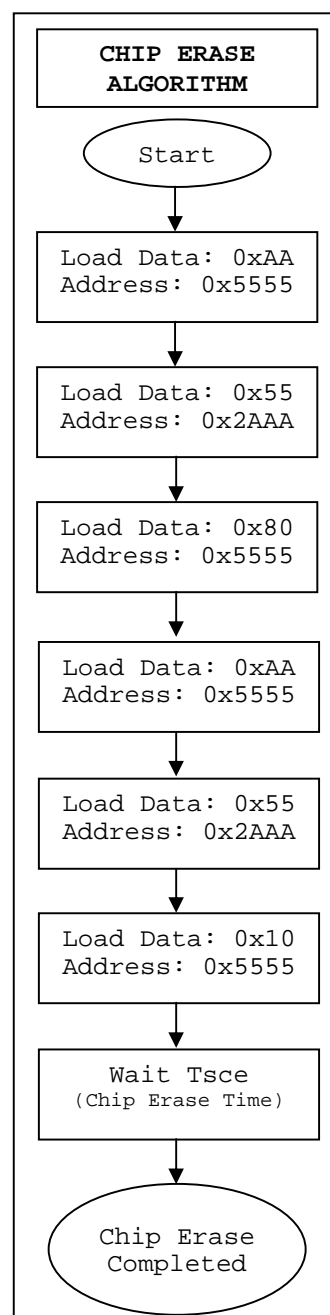 CHIP ERASE
ALGORITHM
Start
Load Data: 0xAA
Address: 0x5555
Load Data: 0x55
Address: 0x2AAA
Load Data: 0x80
Address: 0x5555
Load Data: 0xAA
Address: 0x5555
Load Data: 0x55
Address: 0x2AAA
Load Data: 0x10
Address: 0x5555
Wait Tsce
(Chip Erase Time)
Chip Erase
Completed